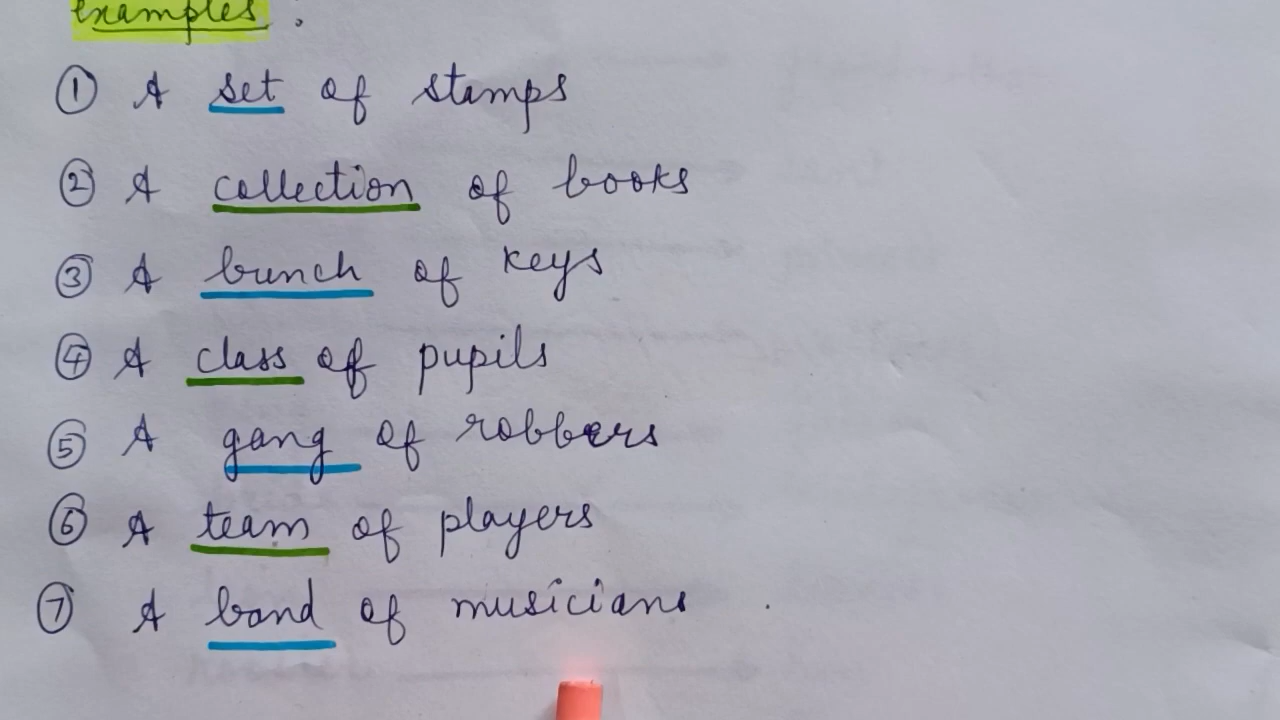 examples :
① A set of stamps
② A collection of books
③ A bunch of keys
④ A class of pupils
⑤ A gang of robbers
⑥ A team of players
⑦ A band of musicians .